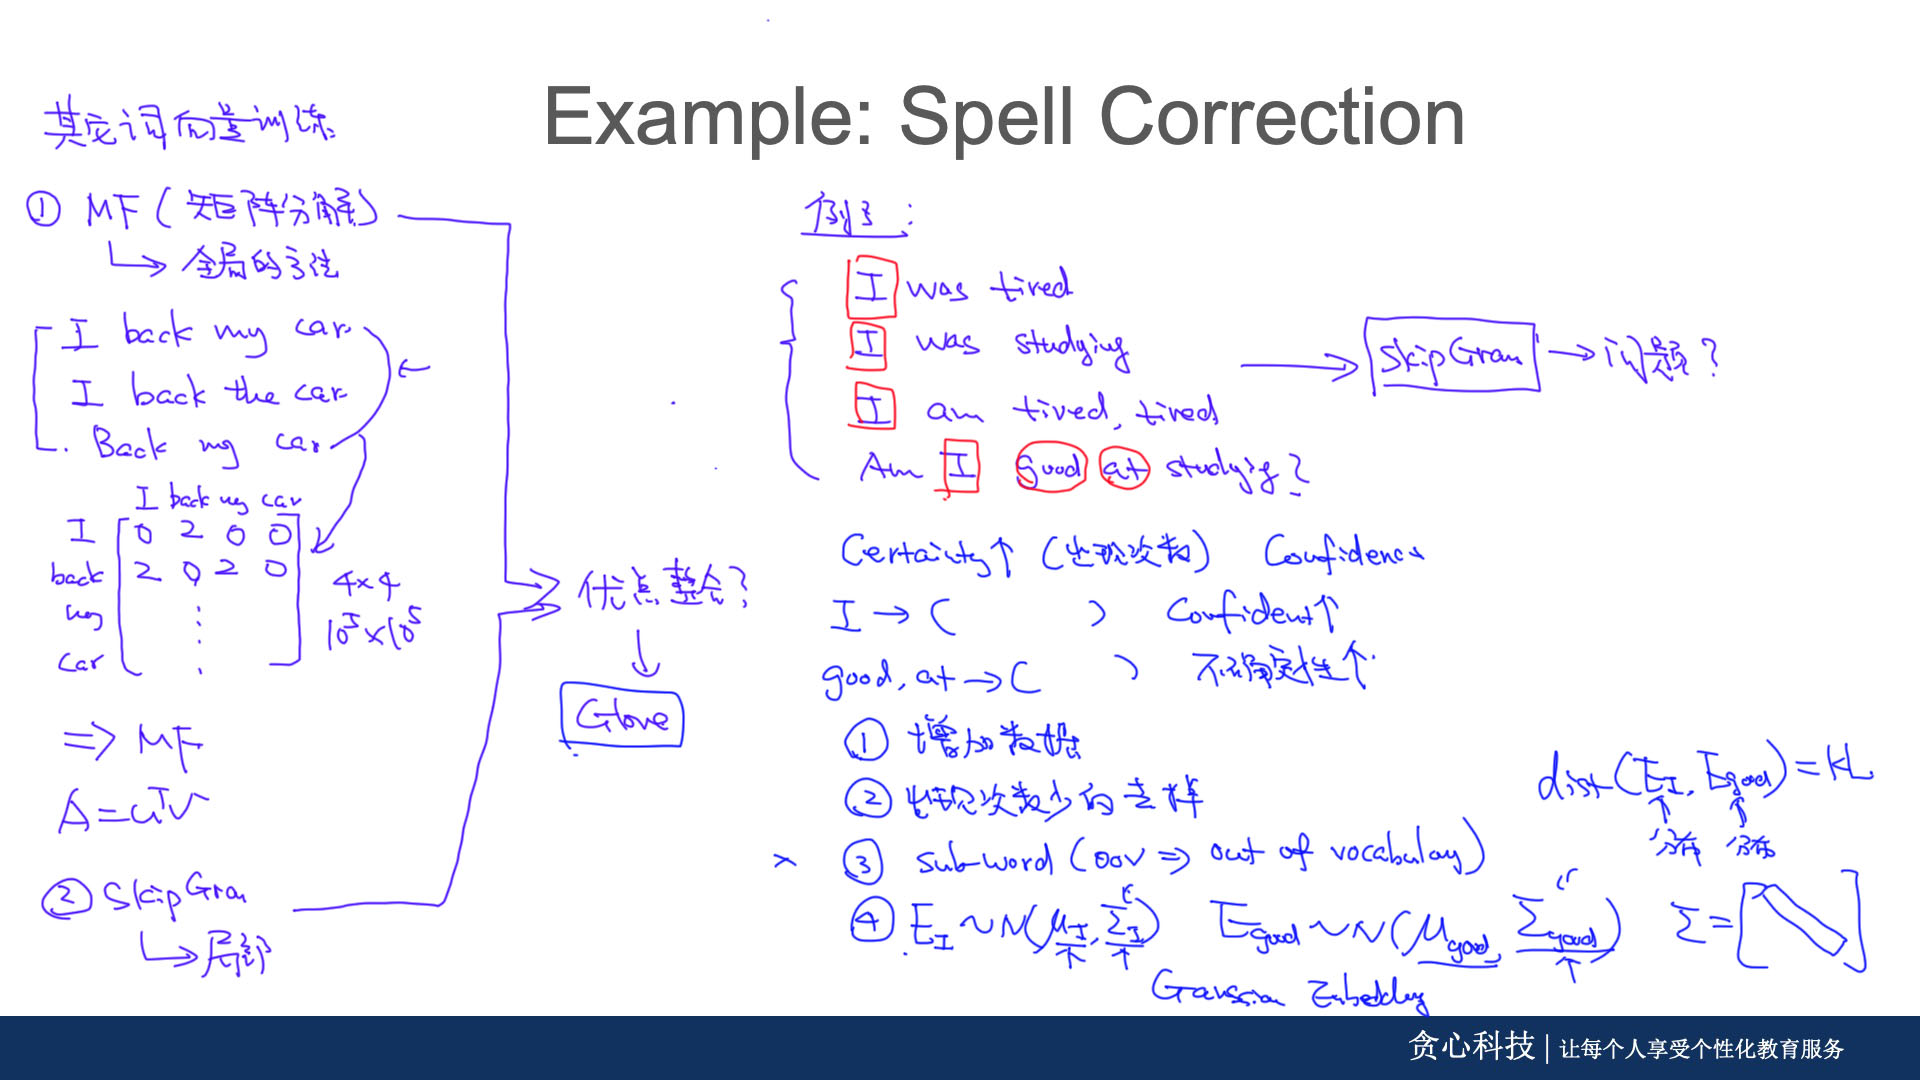 Example: Spell Correction
其它词向量训练
① MF (矩阵分解)
↳ 全局的方法
I back my car.
I back the car
. Back my car
I back my car
I 0 2 0 0
back 2 0 2 0
my ⋮
car ⋮
4×4
10⁵×10⁵
⇒ MF
A=uᵀv
② SkipGram
↳ 局部
优点整合?
↓
Glove
例子:
I was tired
I was studying
I am tired, tired
Am I good at studying?
→ SkipGram → 问题?
Certainty↑ (出现次数) Confidence
I → ( ) Confident↑
good, at → ( ) 不确定性↑
① 增加数据
② 出现次数少的去掉
× ③ subword (OOV ⇒ out of vocabulary)
④ E_I ~ N(μ_I, Σ_I) E_good ~ N(μ_good, Σ_good) Σ = [ ]
Gaussian Embedding
dist(E_I, E_good) = KL
↑ ↑
分布 分布
贪心科技 | 让每个人享受个性化教育服务